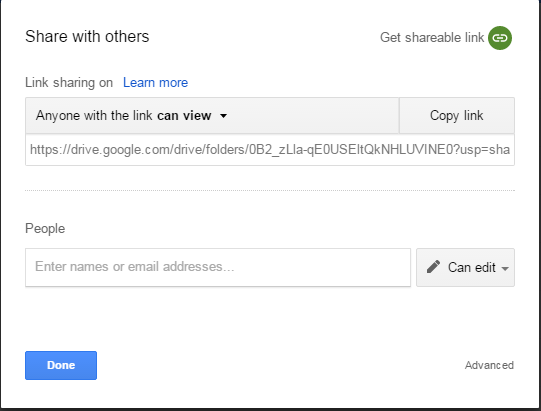 Share with others
Get shareable link
Link sharing on Learn more
Anyone with the link can view
Copy link
https://drive.google.com/drive/folders/0B2_zLla-qE0USEltQkNHLUVINE0?usp=sha
People
Enter names or email addresses...
Can edit
Done
Advanced